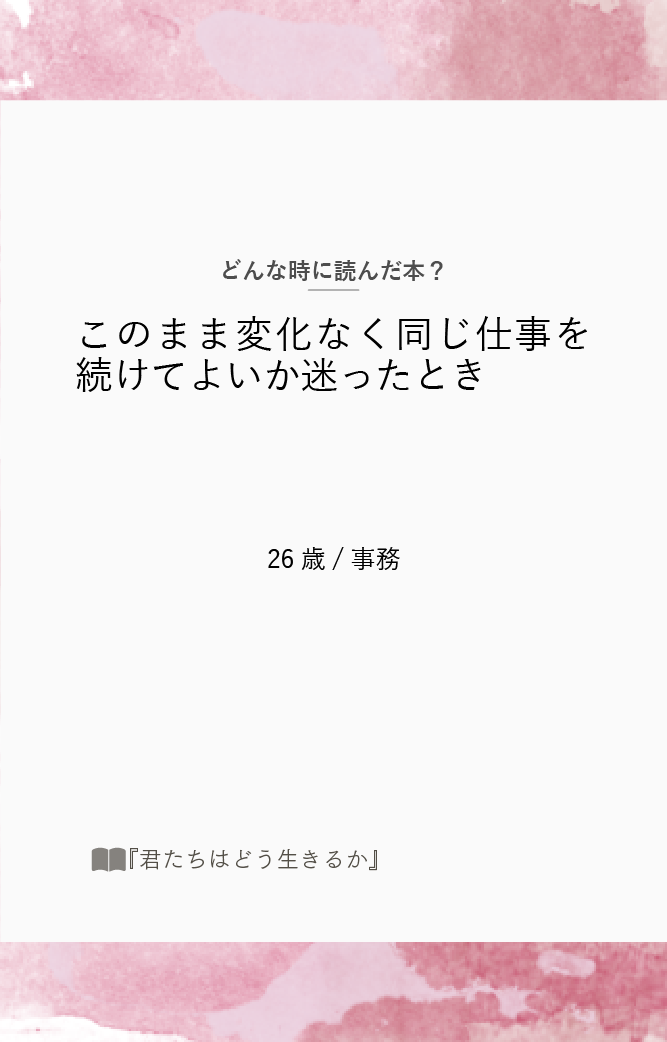 どんな時に読んだ本？
このまま変化なく同じ仕事を
続けてよいか迷ったとき
26 歳 / 事務
『君たちはどう生きるか』